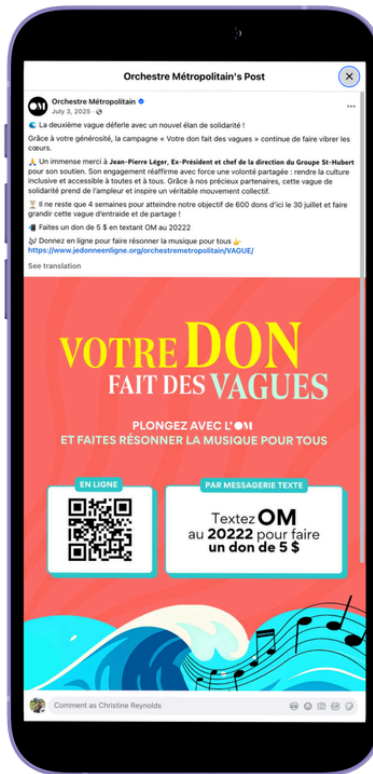 Orchestre Métropolitain's Post
OM
Orchestre Métropolitain
July 3, 2025
🌊 La deuxième vague déferle avec un nouvel élan de solidarité !
Grâce à votre générosité, la campagne « Votre don fait des vagues » continue de faire vibrer les
cœurs.
🙏 Un immense merci à Jean-Pierre Léger, Ex-Président et chef de la direction du Groupe St-Hubert
pour son soutien. Son engagement réaffirme avec force une volonté partagée : rendre la culture
inclusive et accessible à toutes et à tous. Grâce à nos précieux partenaires, cette vague de
solidarité prend de l'ampleur et inspire un véritable mouvement collectif.
⏳ Il ne reste que 4 semaines pour atteindre notre objectif de 600 dons d'ici le 30 juillet et faire
grandir cette vague d'entraide et de partage !
📲 Faites un don de 5 $ en textant OM au 20222
🎶 Donnez en ligne pour faire résonner la musique pour tous 👉
https://www.jedonneenligne.org/orchestremetropolitain/VAGUE/
See translation
VOTRE DON
FAIT DES VAGUES
PLONGEZ AVEC L'OM
ET FAITES RÉSONNER LA MUSIQUE POUR TOUS
EN LIGNE
PAR MESSAGERIE TEXTE
Textez OM
au 20222 pour faire
un don de 5 $
Comment as Christine Reynolds